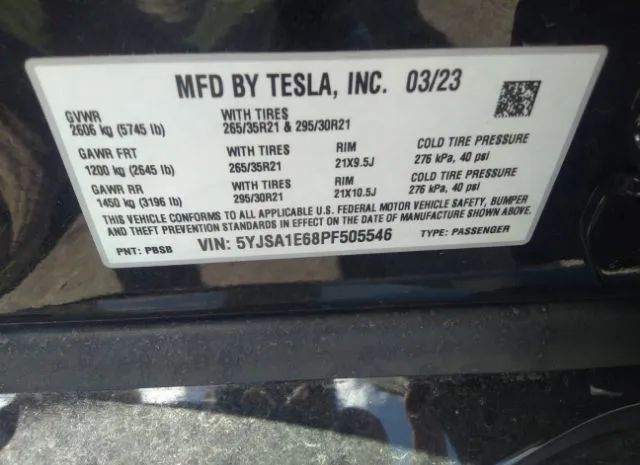 MFD BY TESLA, INC. 03/23
GVWR
2606 kg (5745 lb)
WITH TIRES
265/35R21 & 295/30R21
GAWR FRT
1200 kg (2645 lb)
WITH TIRES
265/35R21
RIM
21X9.5J
COLD TIRE PRESSURE
276 kPa, 40 psi
GAWR RR
1450 kg (3196 lb)
WITH TIRES
295/30R21
RIM
21X10.5J
COLD TIRE PRESSURE
276 kPa, 40 psi
THIS VEHICLE CONFORMS TO ALL APPLICABLE U.S. FEDERAL MOTOR VEHICLE SAFETY, BUMPER
AND THEFT PREVENTION STANDARDS IN EFFECT ON THE DATE OF MANUFACTURE SHOWN ABOVE.
PNT: PBSB VIN: 5YJSA1E68PF505546 TYPE: PASSENGER